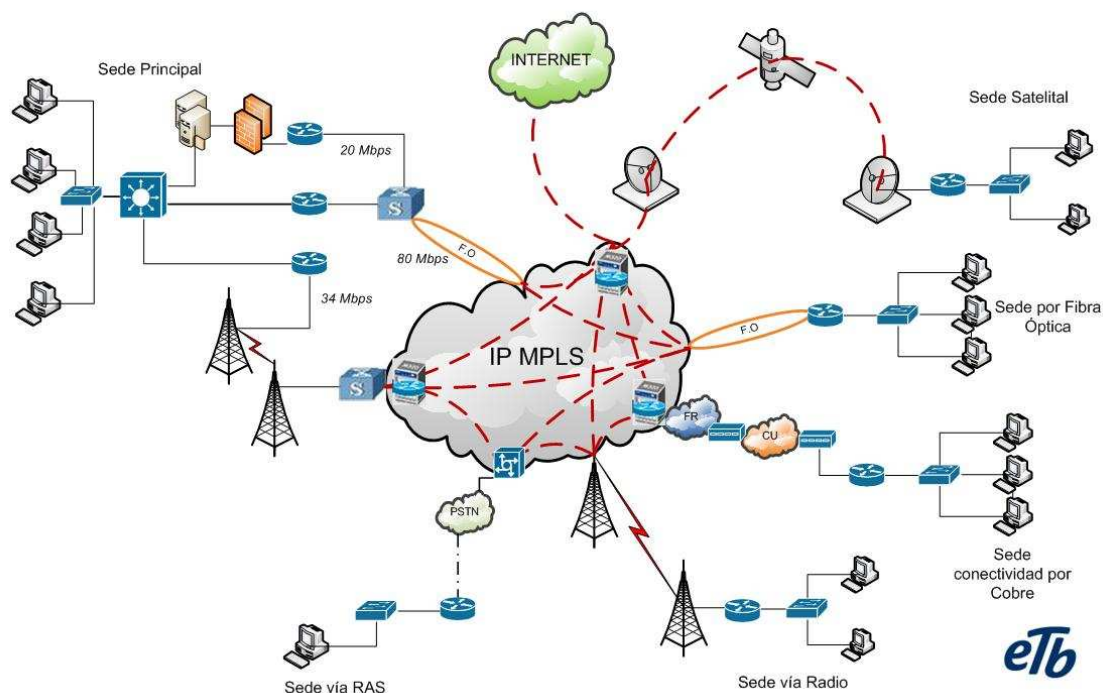 INTERNET
Sede Principal
Sede Satelital
20 Mbps
F.O
80 Mbps
34 Mbps
F.O
Sede por Fibra
Óptica
IP MPLS
S
S
FR
CU
PSTN
Sede
conectividad por
Cobre
Sede vía RAS
Sede vía Radio
eTb